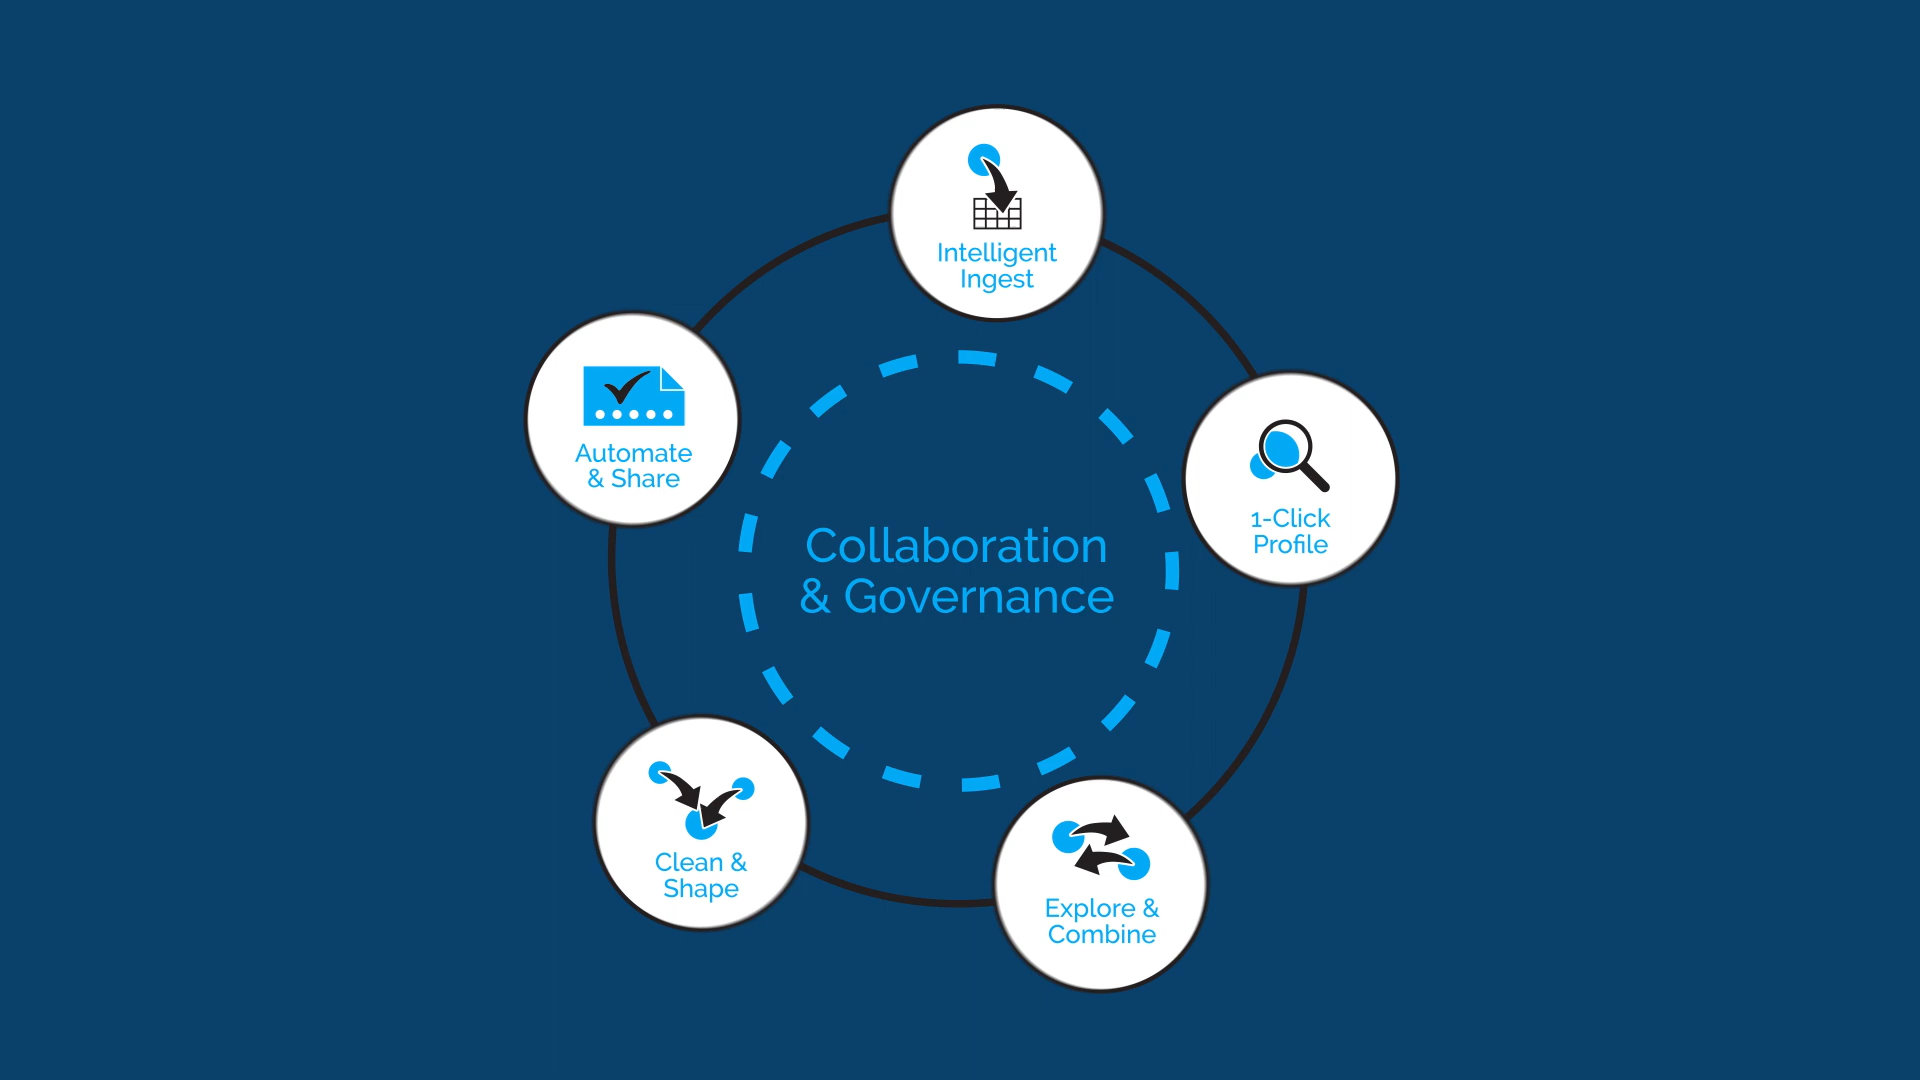 Intelligent
Ingest
1-Click
Profile
Explore &
Combine
Clean &
Shape
Automate
& Share
Collaboration
& Governance